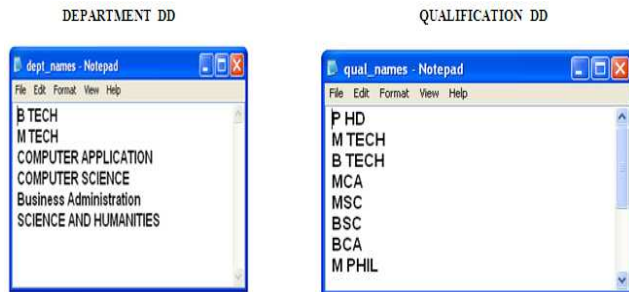 DEPARTMENT DD
dept_names - Notepad
File Edit Format View Help
B TECH
M TECH
COMPUTER APPLICATION
COMPUTER SCIENCE
Business Administration
SCIENCE AND HUMANITIES
QUALIFICATION DD
qual_names - Notepad
File Edit Format View Help
P HD
M TECH
B TECH
MCA
MSC
BSC
BCA
M PHIL